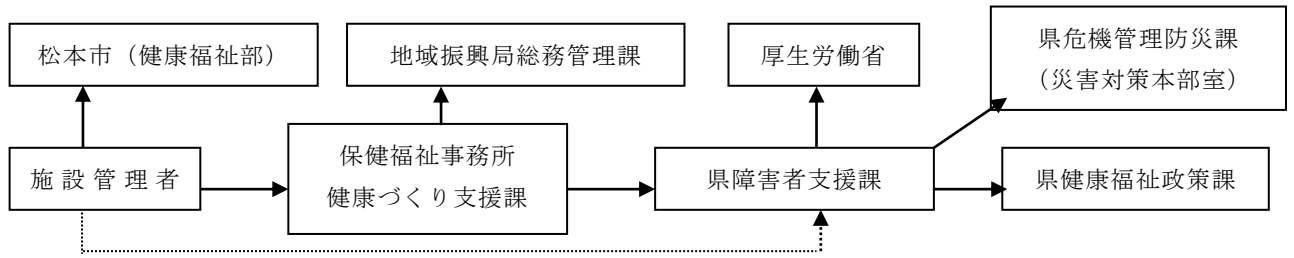 松本市（健康福祉部）
地域振興局総務管理課
厚生労働省
県危機管理防災課
（災害対策本部室）
施設管理者
保健福祉事務所
健康づくり支援課
県障害者支援課
県健康福祉政策課